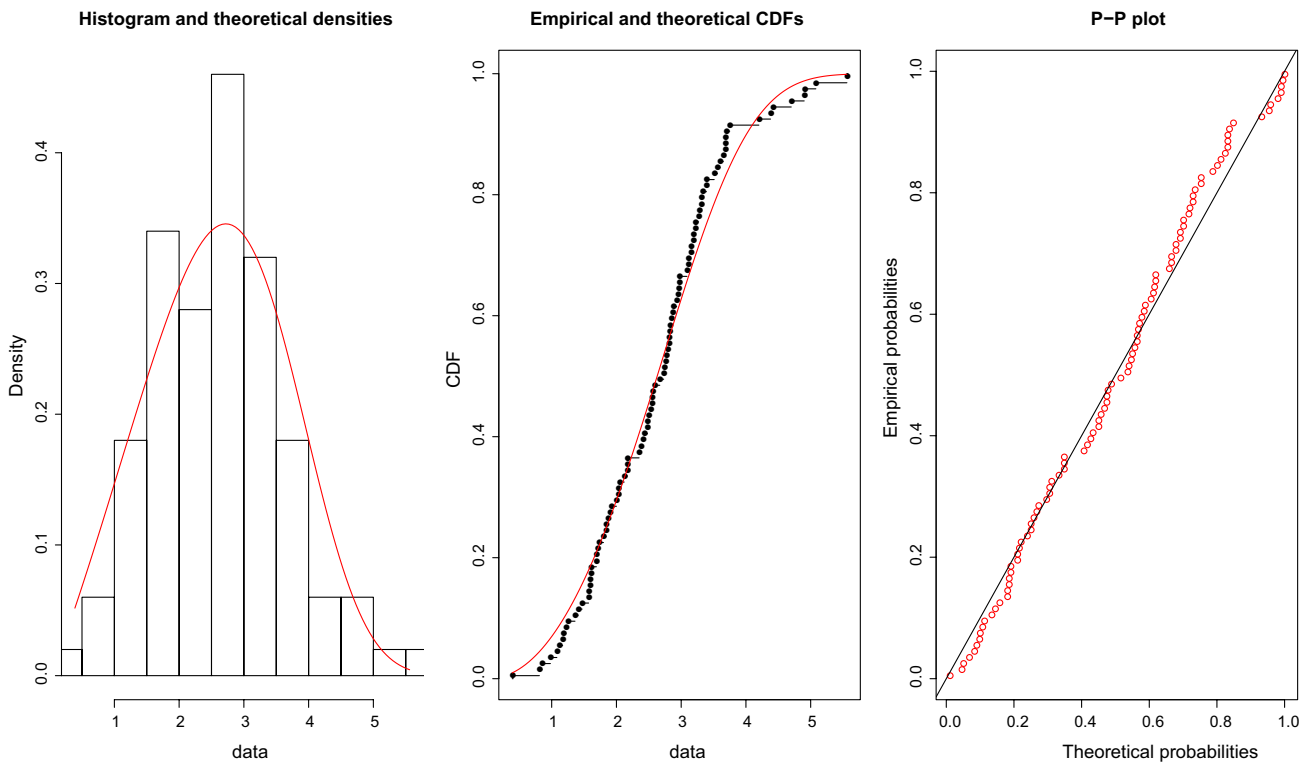 Histogram and theoretical densities
Density
0.0
0.1
0.2
0.3
0.4
1 2 3 4 5
data
Empirical and theoretical CDFs
CDF
0.0
0.2
0.4
0.6
0.8
1.0
1 2 3 4 5
data
P−P plot
Empirical probabilities
0.0
0.2
0.4
0.6
0.8
1.0
0.0 0.2 0.4 0.6 0.8 1.0
Theoretical probabilities